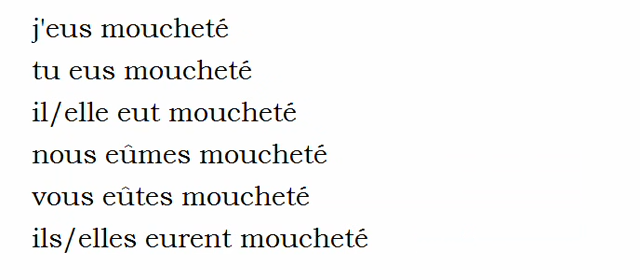 j'eus moucheté
tu eus moucheté
il/elle eut moucheté
nous eûmes moucheté
vous eûtes moucheté
ils/elles eurent moucheté